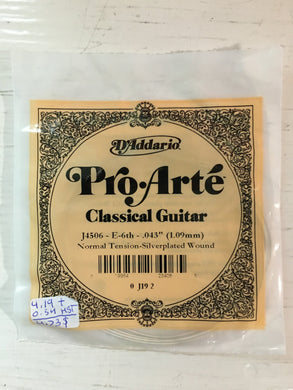 D'Addario
Pro·Arté
Classical Guitar
J4506 - E-6th - .043" (1.09mm)
Normal Tension-Silverplated Wound
0 J19 2
4.19 +
0.54 HST
4.73$